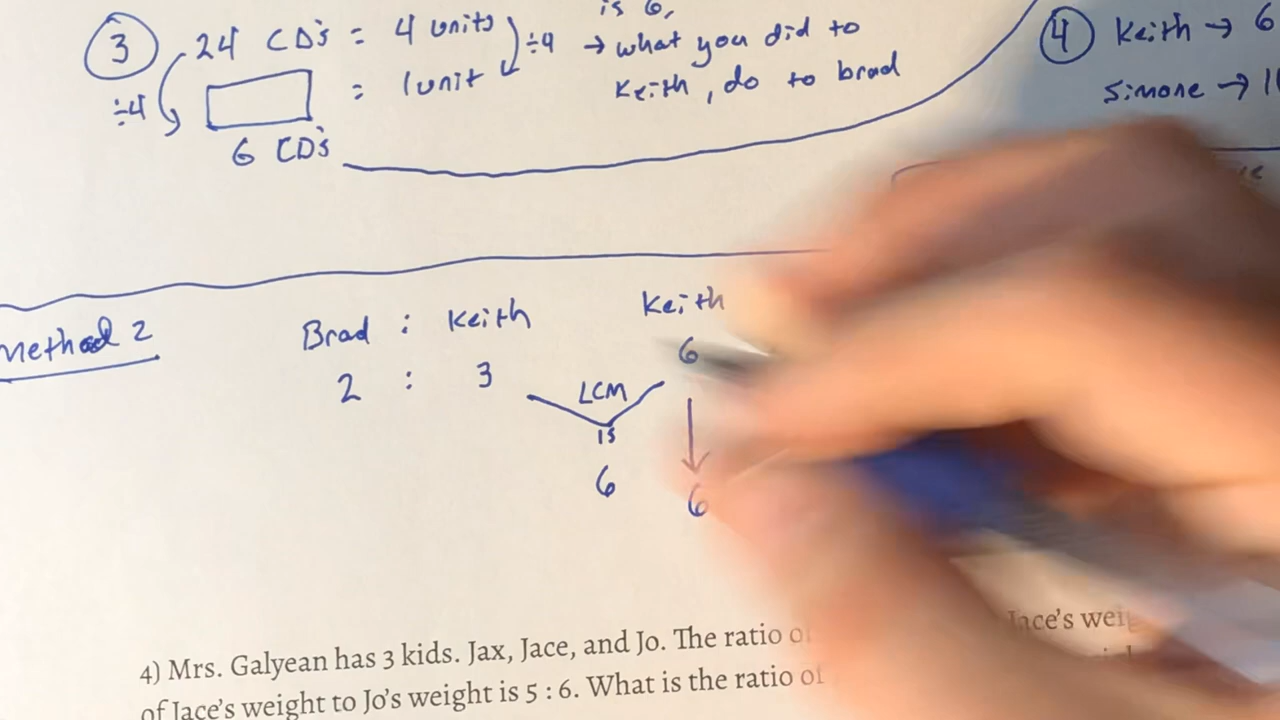 is 6,
③ 24 CD's = 4 units ÷4 → what you did to
÷4 = 1 unit Keith, do to brad
6 CD's
④ Keith → 6
Simone →
Method 2
Brad : Keith Keith
2 : 3 LCM 6
is
6 6
4) Mrs. Galyean has 3 kids. Jax, Jace, and Jo. The ratio Jace's
of Jace's weight to Jo's weight is 5 : 6. What is the ratio of